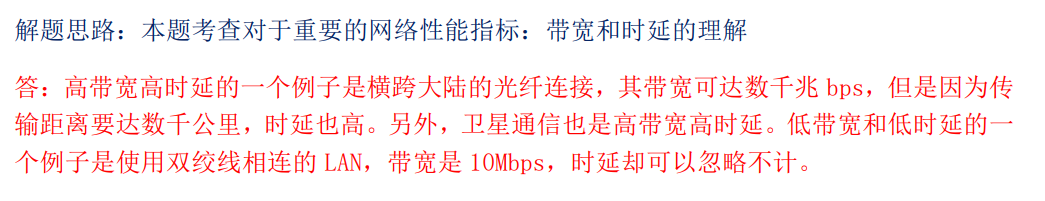 解题思路：本题考查对于重要的网络性能指标：带宽和时延的理解
答：高带宽高时延的一个例子是横跨大陆的光纤连接，其带宽可达数千兆 bps，但是因为传
输距离要达数千公里，时延也高。另外，卫星通信也是高带宽高时延。低带宽和低时延的一
个例子是使用双绞线相连的 LAN，带宽是 10Mbps，时延却可以忽略不计。